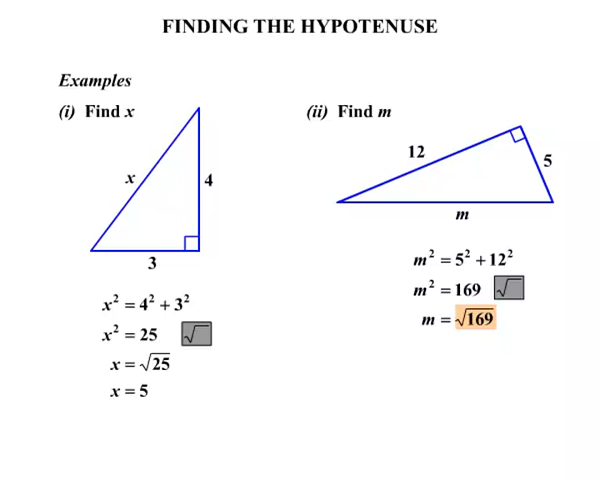 FINDING THE HYPOTENUSE
Examples
(i) Find x
x
4
3
x² = 4² + 3²
x² = 25 √
x = √25
x = 5
(ii) Find m
12
5
m
m² = 5² + 12²
m² = 169 √
m = √169